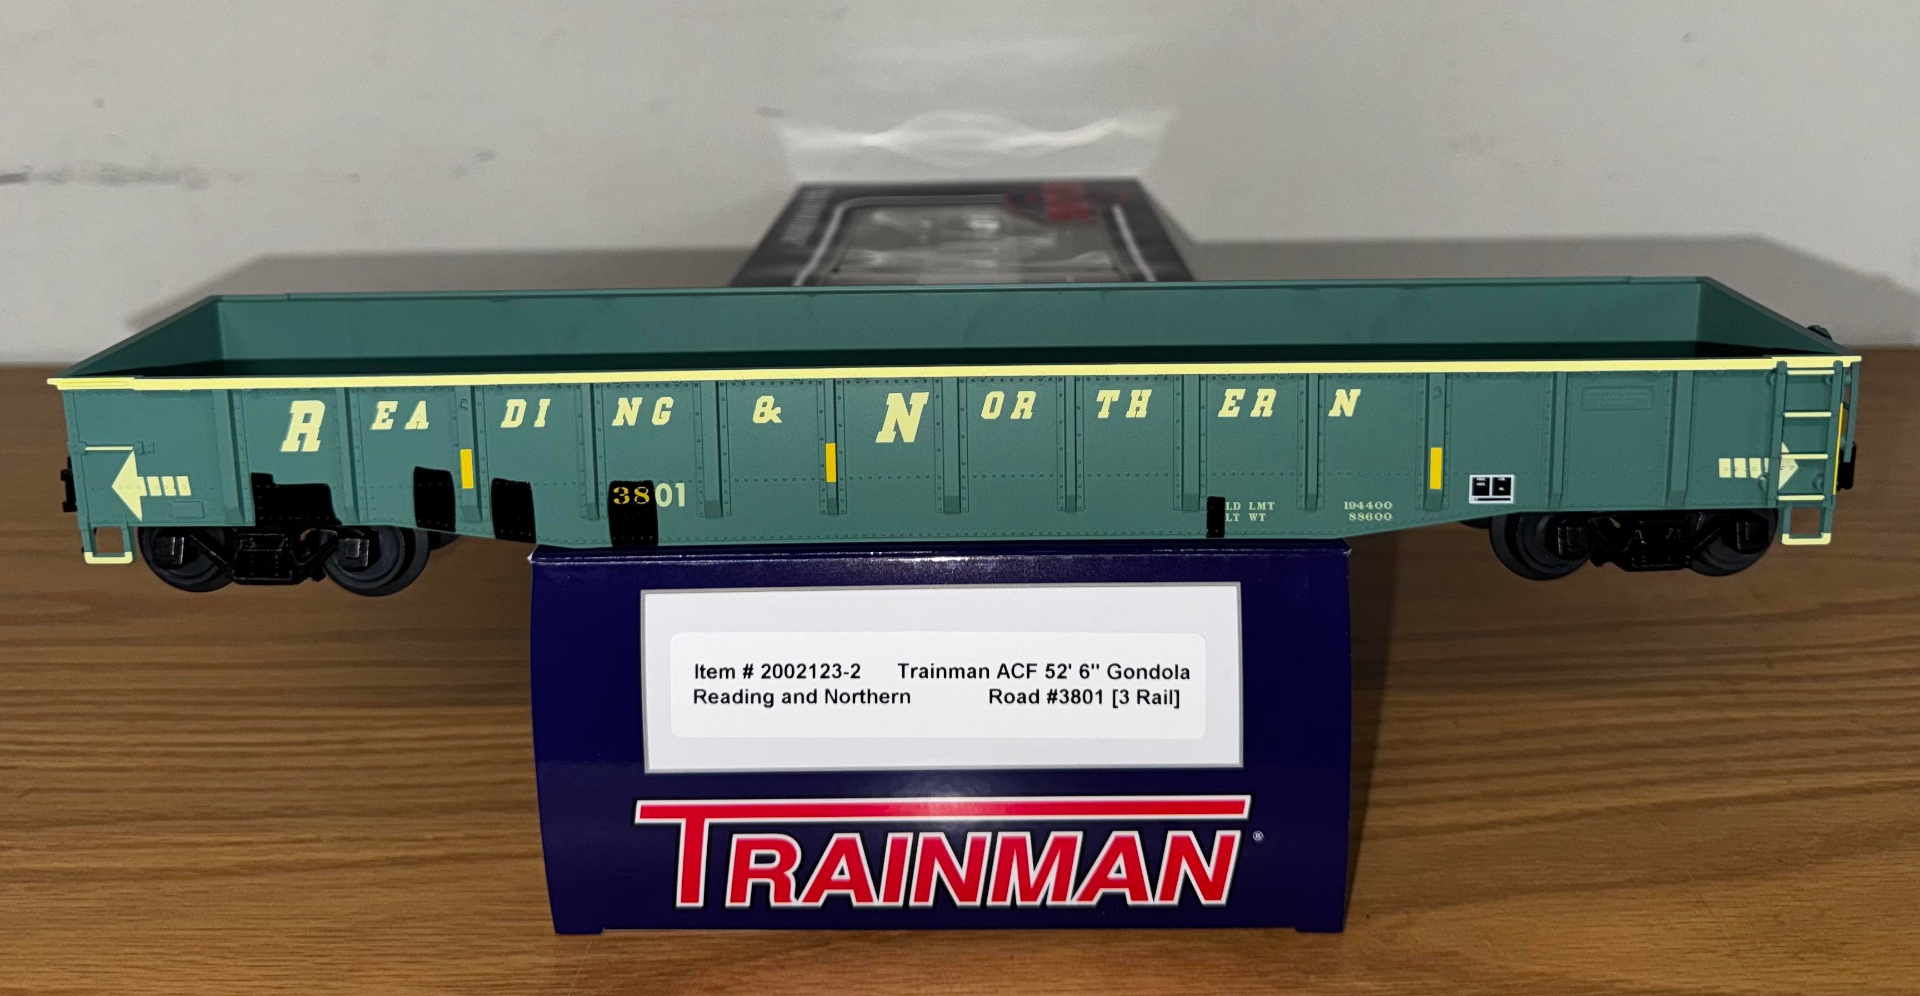 READING & NORTHERN
3801
LD LMT 194400
LT WT 88600
Item # 2002123-2 Trainman ACF 52' 6" Gondola
Reading and Northern Road #3801 [3 Rail]
TRAINMAN®